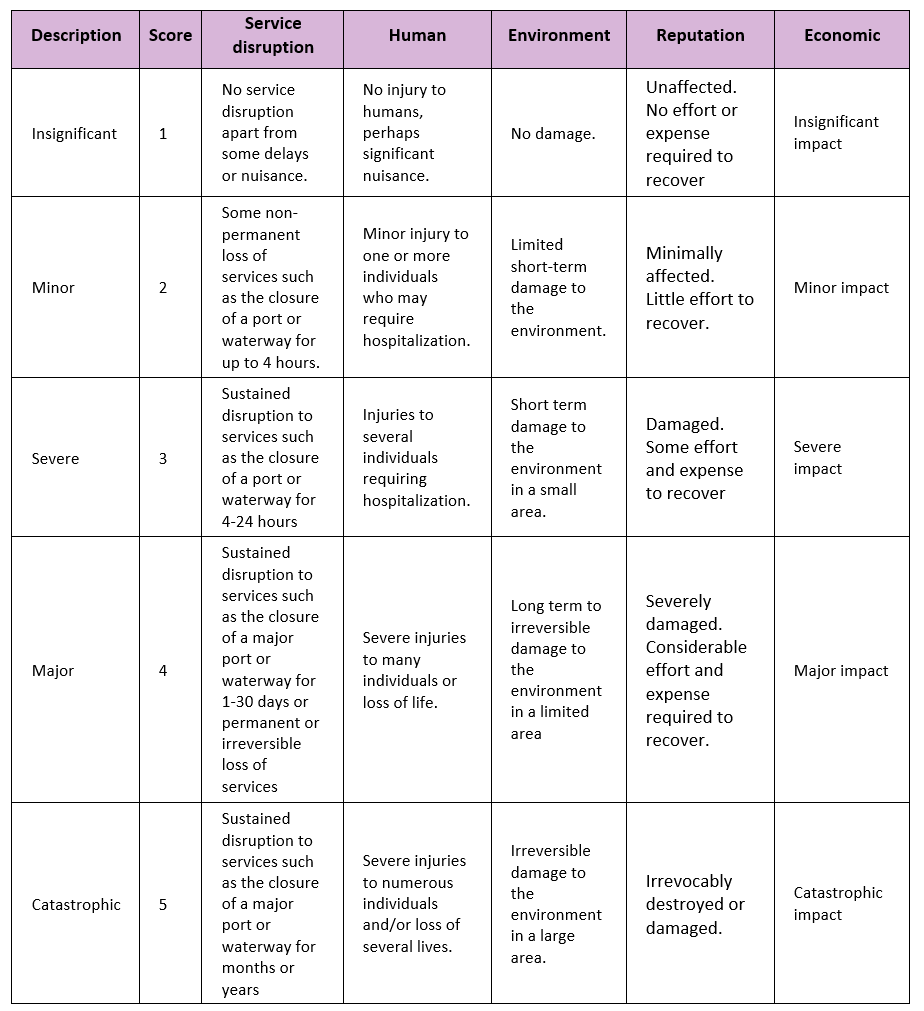 Description
Score
Service
disruption
Human
Environment
Reputation
Economic
Insignificant
1
No service
disruption
apart from
some delays
or nuisance.
No injury to
humans,
perhaps
significant
nuisance.
No damage.
Unaffected.
No effort or
expense
required to
recover
Insignificant
impact
Minor
2
Some non-
permanent
loss of
services such
as the closure
of a port or
waterway for
up to 4 hours.
Minor injury to
one or more
individuals
who may
require
hospitalization.
Limited
short-term
damage to
the
environment.
Minimally
affected.
Little effort to
recover.
Minor impact
Severe
3
Sustained
disruption to
services such
as the closure
of a port or
waterway for
4-24 hours
Injuries to
several
individuals
requiring
hospitalization.
Short term
damage to
the
environment
in a small
area.
Damaged.
Some effort
and expense
to recover
Severe
impact
Major
4
Sustained
disruption to
services such
as the closure
of a major
port or
waterway for
1-30 days or
permanent or
irreversible
loss of
services
Severe injuries
to many
individuals or
loss of life.
Long term to
irreversible
damage to
the
environment
in a limited
area
Severely
damaged.
Considerable
effort and
expense
required to
recover.
Major impact
Catastrophic
5
Sustained
disruption to
services such
as the closure
of a major
port or
waterway for
months or
years
Severe injuries
to numerous
individuals
and/or loss of
several lives.
Irreversible
damage to
the
environment
in a large
area.
Irrevocably
destroyed or
damaged.
Catastrophic
impact